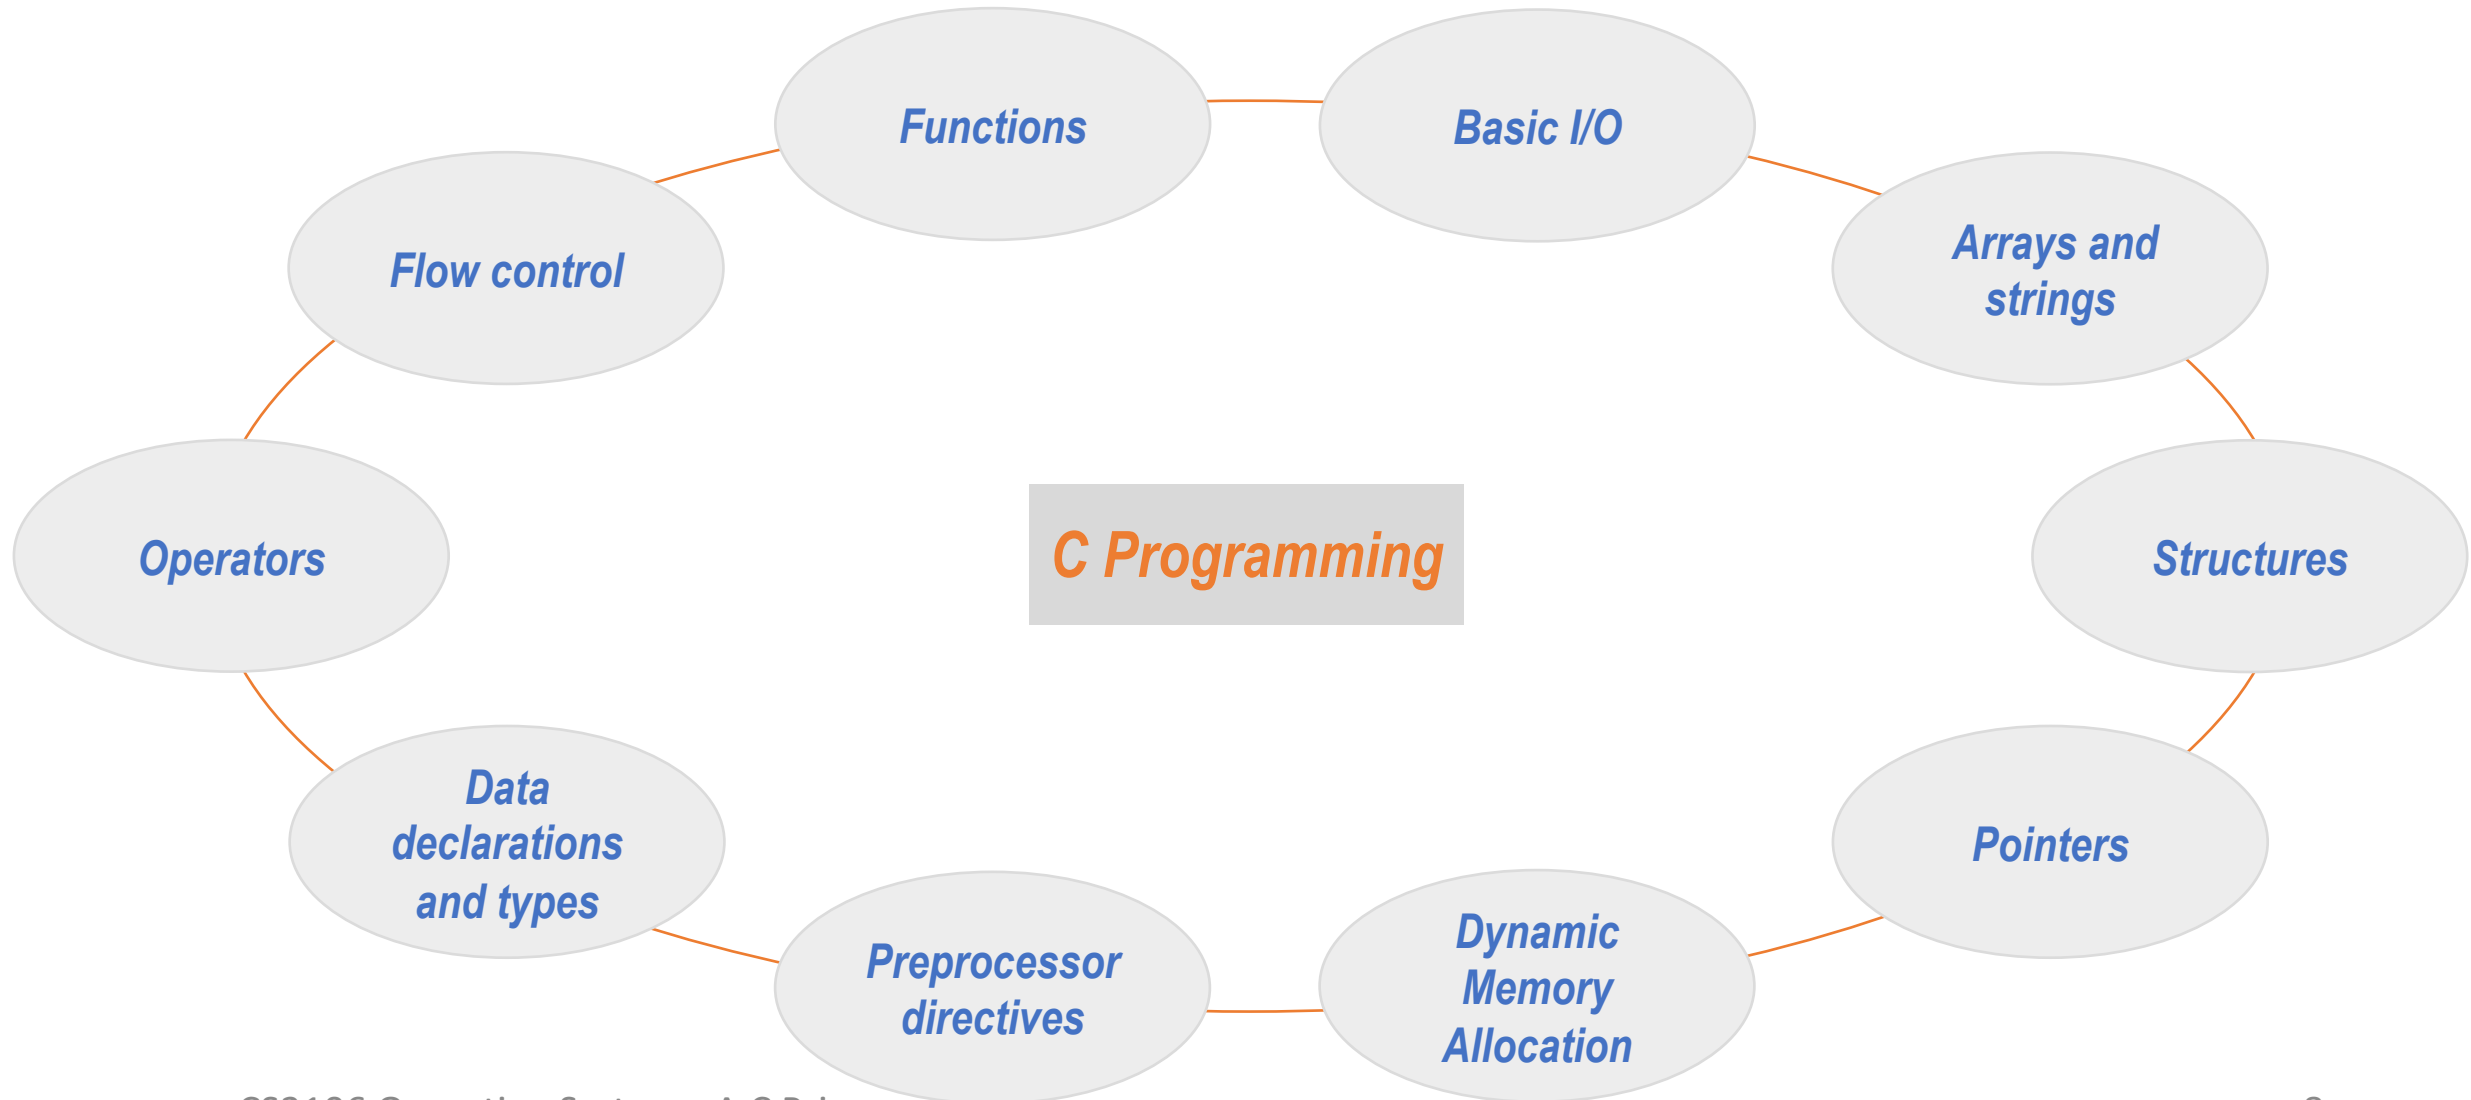 Functions
Basic I/O
Flow control
Arrays and
strings
Operators
C Programming
Structures
Data
declarations
and types
Pointers
Preprocessor
directives
Dynamic
Memory
Allocation